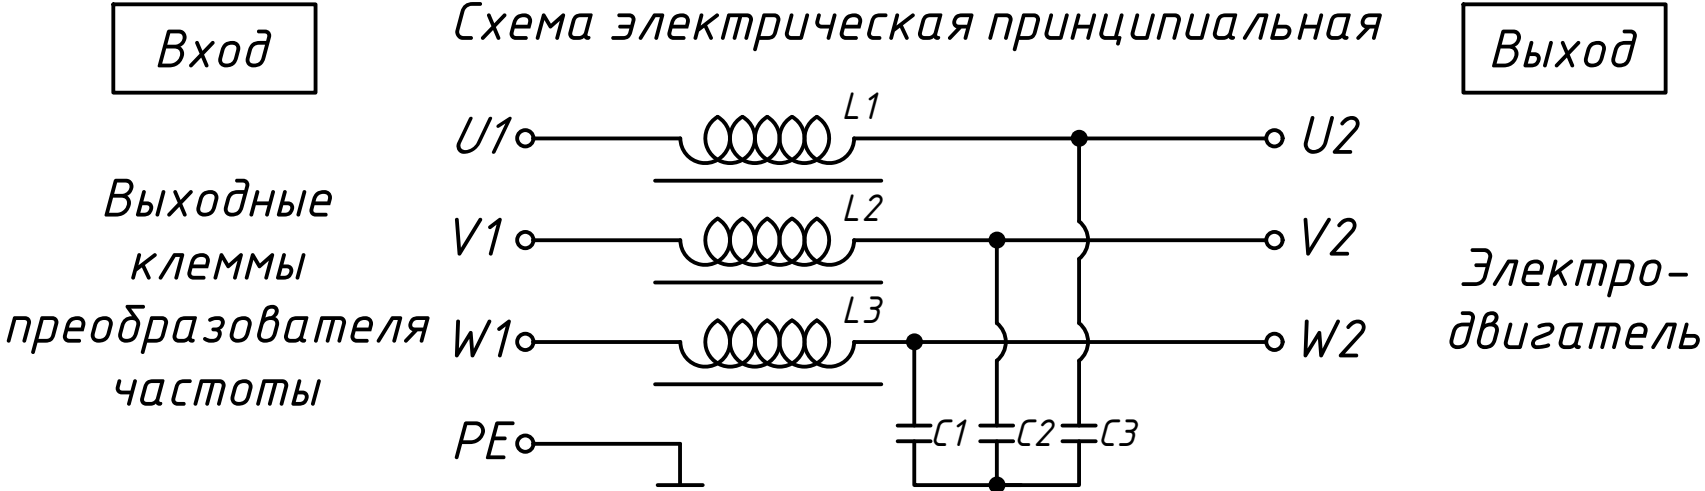 Вход
Схема электрическая принципиальная
Выход
L1
U1
U2
Выходные
клеммы
преобразователя
частоты
L2
V1
V2
Электро-
двигатель
L3
W1
W2
C1
C2
C3
PE